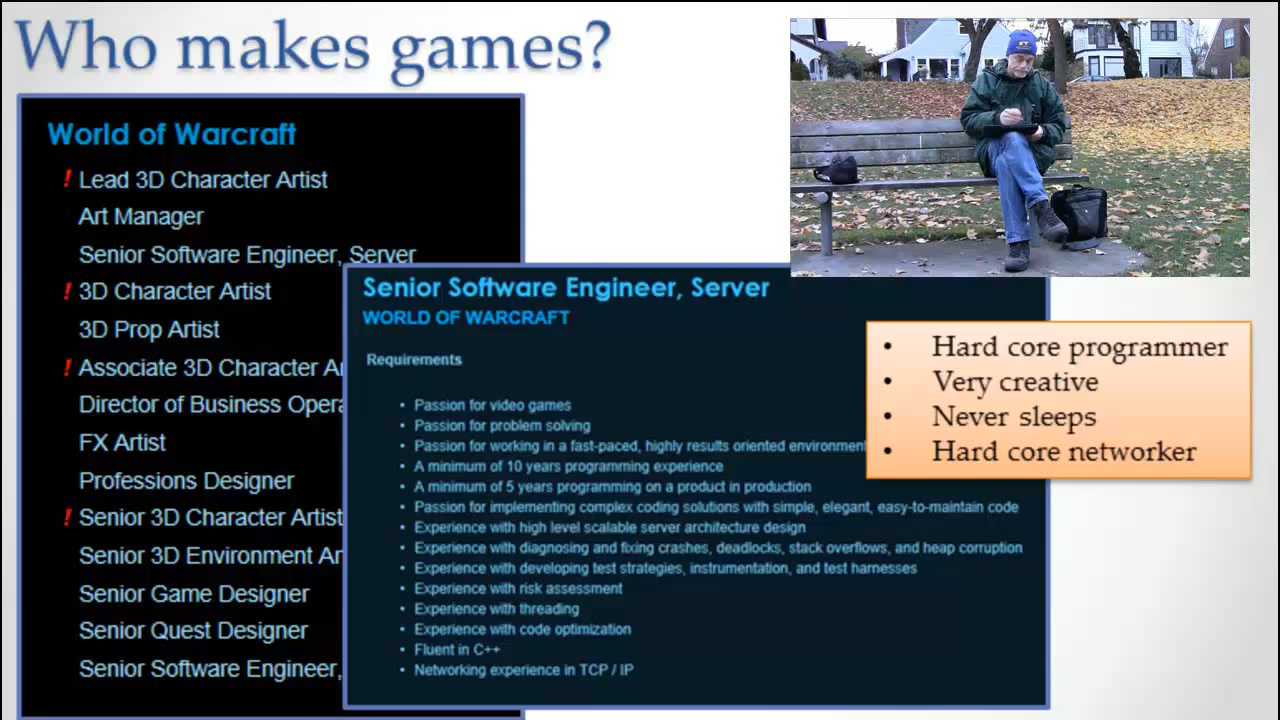 Who makes games?
World of Warcraft
! Lead 3D Character Artist
Art Manager
Senior Software Engineer, Server
! 3D Character Artist
3D Prop Artist
! Associate 3D Character
Director of Business
FX Artist
Professions Designer
! Senior 3D Character Artist
Senior 3D Environment
Senior Game Designer
Senior Quest Designer
Senior Software Engineer,
Senior Software Engineer, Server
WORLD OF WARCRAFT
Requirements
• Passion for video games
• Passion for problem solving
• Passion for working in a fast-paced, highly results oriented environment
• A minimum of 10 years programming experience
• A minimum of 5 years programming on a product in production
• Passion for implementing complex coding solutions with simple, elegant, easy-to-maintain code
• Experience with high level scalable server architecture design
• Experience with diagnosing and fixing crashes, deadlocks, stack overflows, and heap corruption
• Experience with developing test strategies, instrumentation, and test harnesses
• Experience with risk assessment
• Experience with threading
• Experience with code optimization
• Fluent in C++
• Networking experience in TCP / IP
• Hard core programmer
• Very creative
• Never sleeps
• Hard core networker